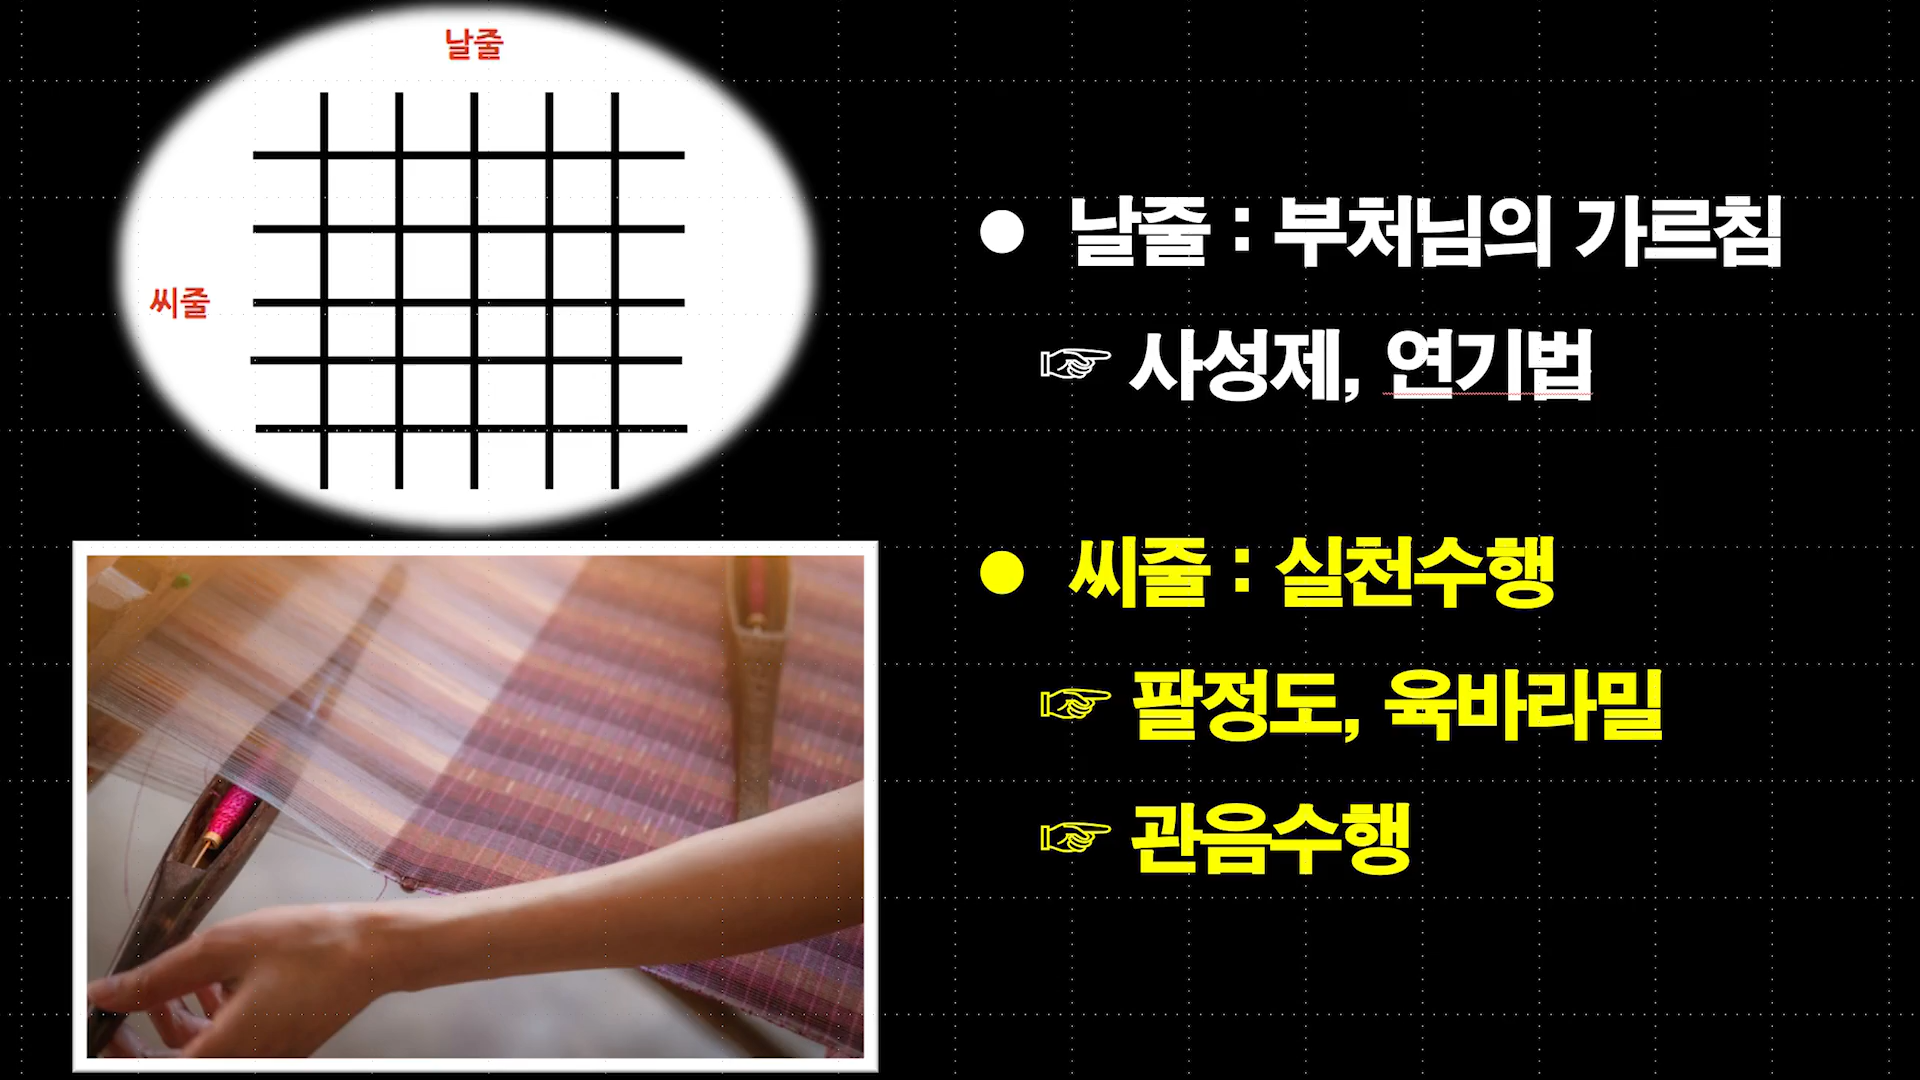 날줄
씨줄
● 날줄 : 부처님의 가르침
☞ 사성제, 연기법
● 씨줄 : 실천수행
☞ 팔정도, 육바라밀
☞ 관음수행